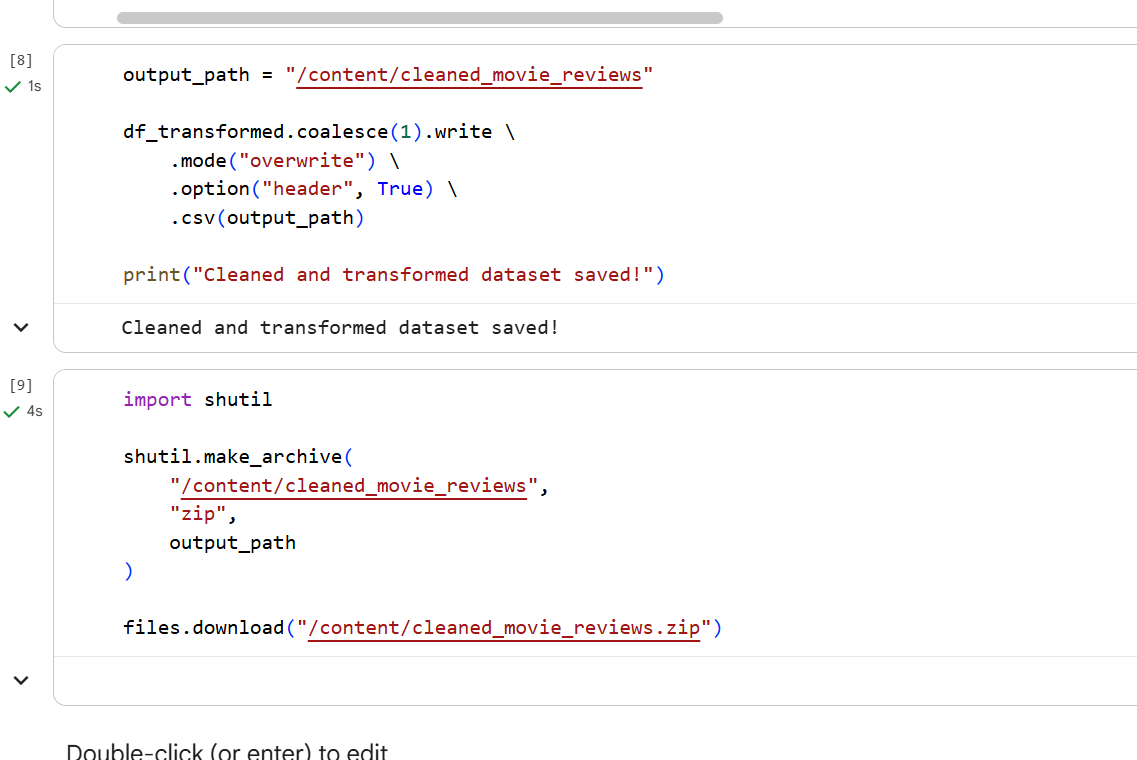 [8]
1s
output_path = "/content/cleaned_movie_reviews"
df_transformed.coalesce(1).write \
    .mode("overwrite") \
    .option("header", True) \
    .csv(output_path)
print("Cleaned and transformed dataset saved!")
Cleaned and transformed dataset saved!
[9]
4s
import shutil
shutil.make_archive(
    "/content/cleaned_movie_reviews",
    "zip",
    output_path
)
files.download("/content/cleaned_movie_reviews.zip")
Double-click (or enter) to edit